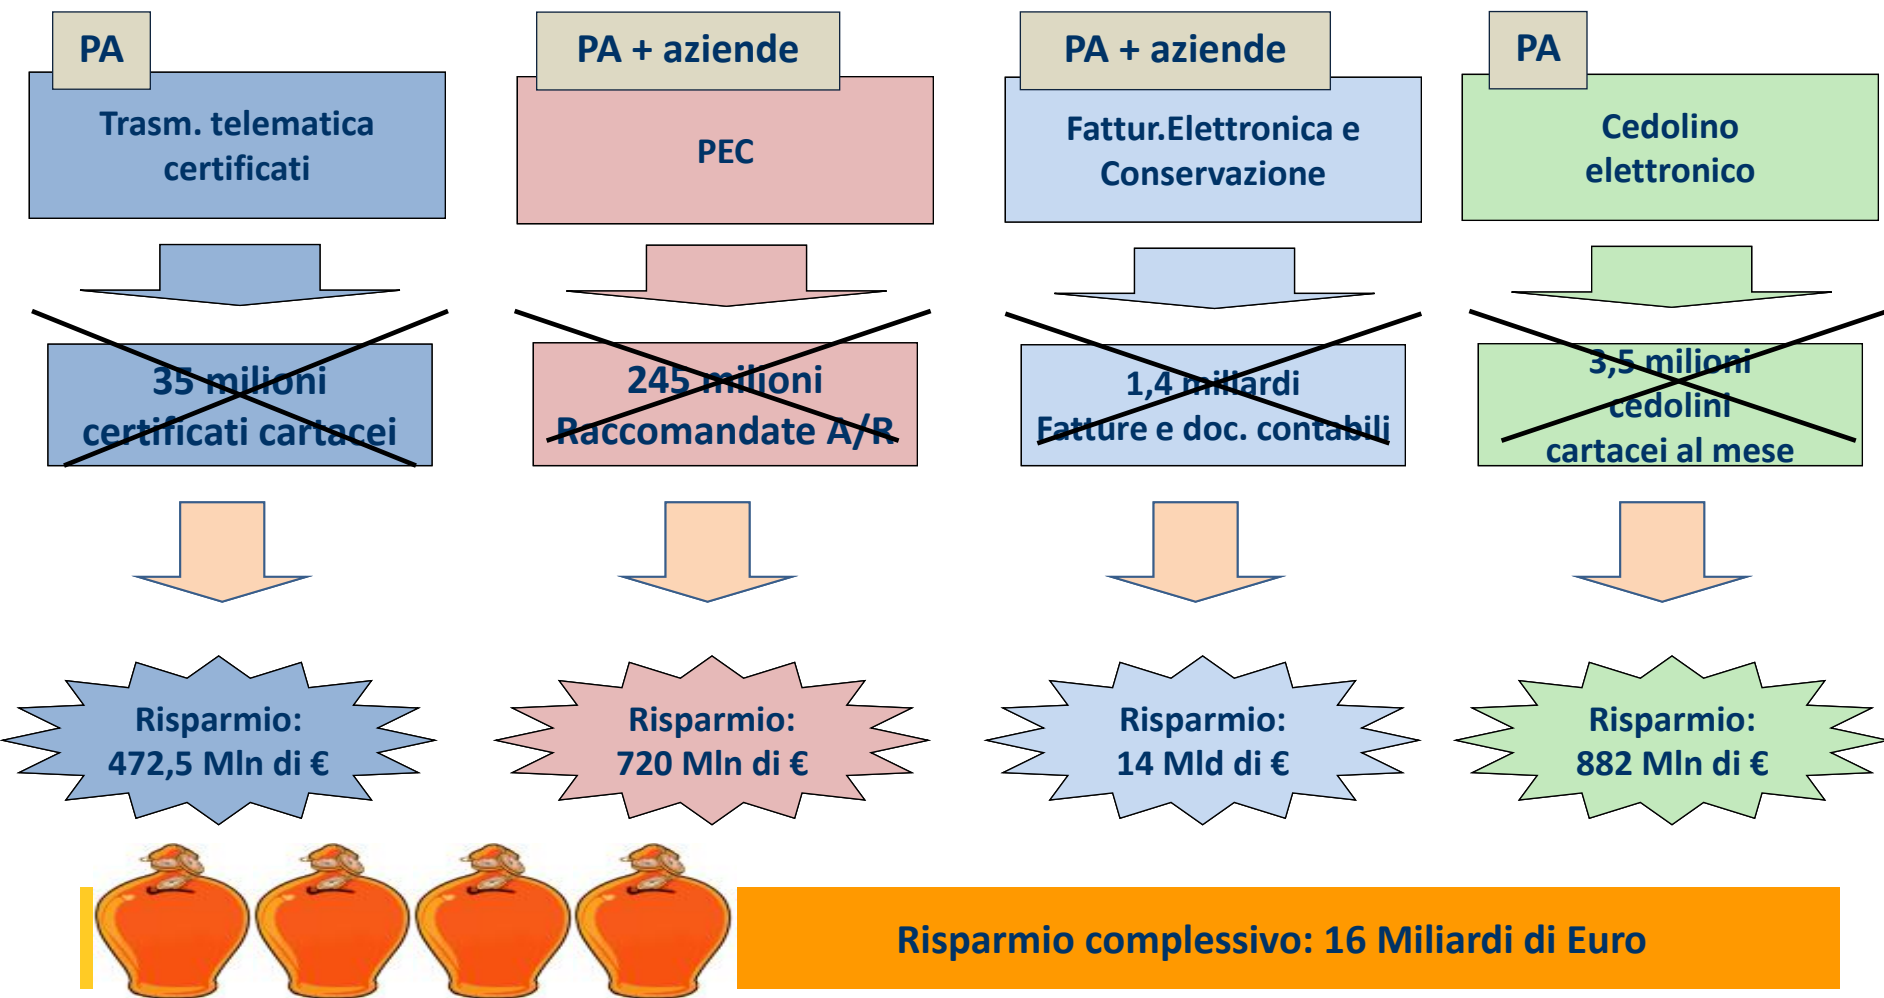 PA
Trasm. telematica
certificati
35 milioni
certificati cartacei
Risparmio:
472,5 Mln di €
PA + aziende
PEC
245 milioni
Raccomandate A/R
Risparmio:
720 Mln di €
PA + aziende
Fattur.Elettronica e
Conservazione
1,4 miliardi
Fatture e doc. contabili
Risparmio:
14 Mld di €
PA
Cedolino
elettronico
3,5 milioni
cedolini
cartacei al mese
Risparmio:
882 Mln di €
Risparmio complessivo: 16 Miliardi di Euro